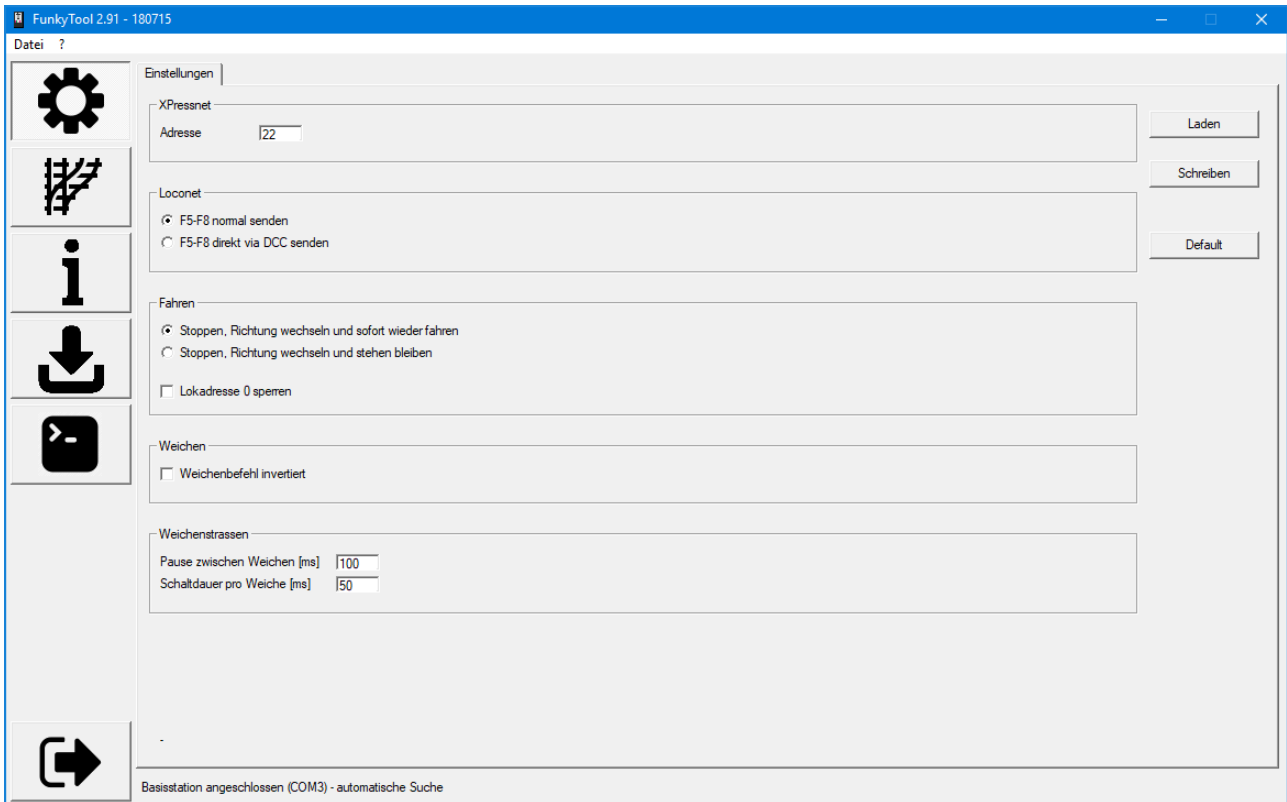 FunkyTool 2.91 - 180715
Datei ?
Einstellungen
XPressnet
Adresse 22
Laden
Schreiben
Loconet
F5-F8 normal senden
F5-F8 direkt via DCC senden
Default
Fahren
Stoppen, Richtung wechseln und sofort wieder fahren
Stoppen, Richtung wechseln und stehen bleiben
Lokadresse 0 sperren
Weichen
Weichenbefehl invertiert
Weichenstrassen
Pause zwischen Weichen [ms] 100
Schaltdauer pro Weiche [ms] 50
-
Basisstation angeschlossen (COM3) - automatische Suche